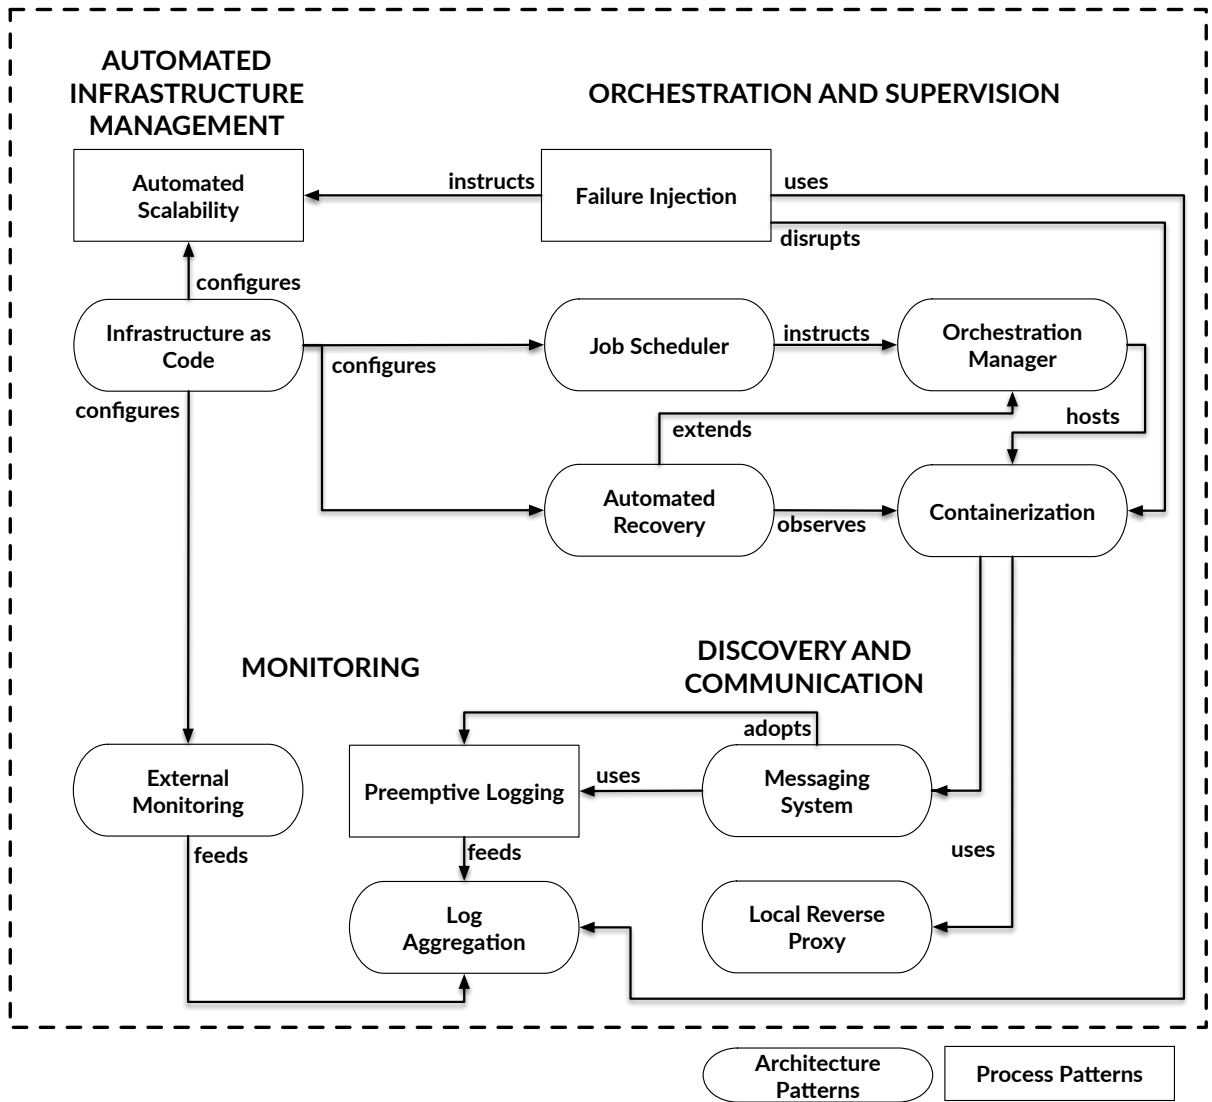 AUTOMATED
INFRASTRUCTURE
MANAGEMENT
ORCHESTRATION AND SUPERVISION
Automated
Scalability
instructs
Failure Injection
uses
disrupts
configures
Infrastructure as
Code
configures
Job Scheduler
instructs
Orchestration
Manager
configures
extends
hosts
Automated
Recovery
observes
Containerization
MONITORING
DISCOVERY AND
COMMUNICATION
adopts
External
Monitoring
Preemptive Logging
uses
Messaging
System
feeds
feeds
uses
Log
Aggregation
Local Reverse
Proxy
Architecture
Patterns
Process Patterns